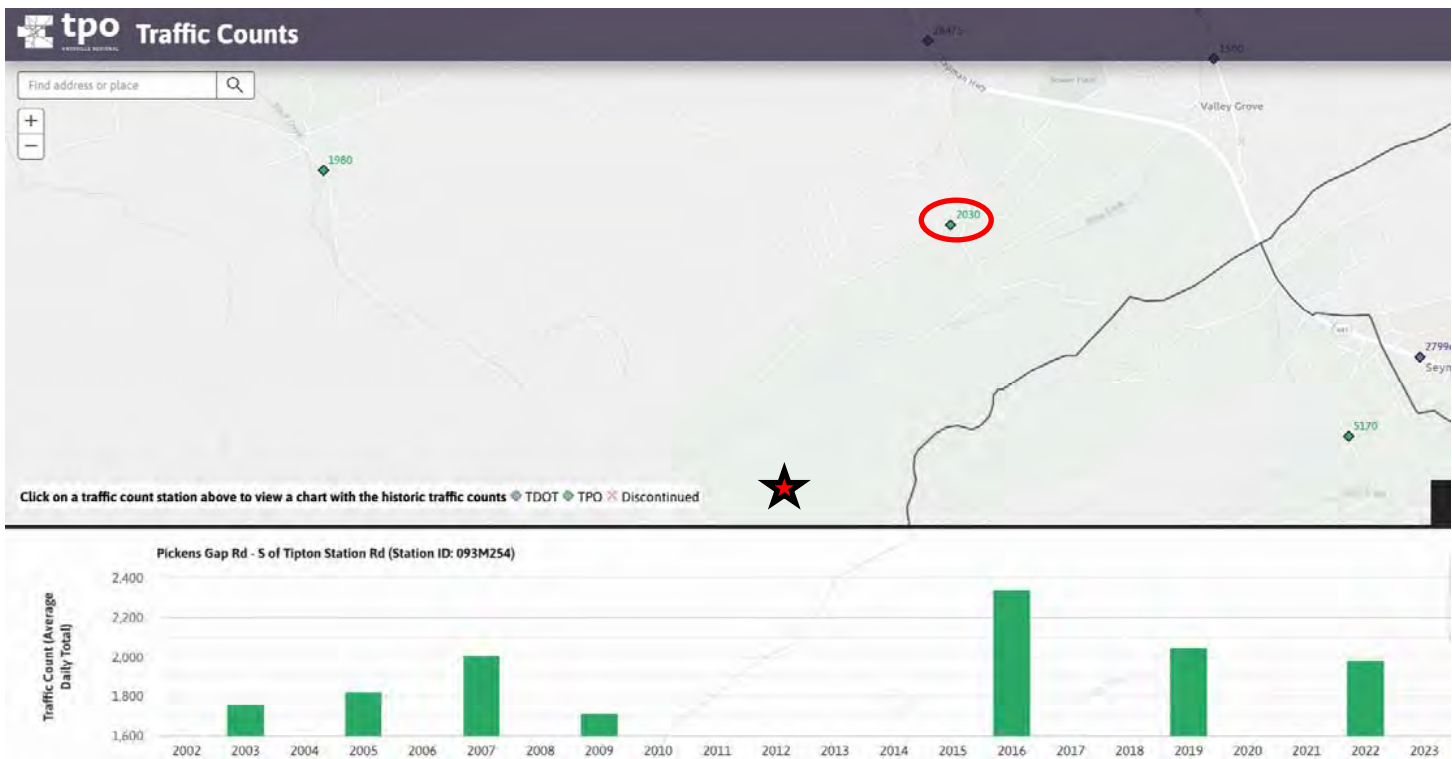 tpo
KNOXVILLE REGIONAL
Traffic Counts
1500
Find address or place
Valley Grove
+
−
1980
2030
441
Seym
5170
Click on a traffic count station above to view a chart with the historic traffic counts TDOT TPO Discontinued
Pickens Gap Rd - S of Tipton Station Rd (Station ID: 093M254)
Traffic Count (Average
Daily Total)
2,400
2,200
2,000
1,800
1,600
2002 2003 2004 2005 2006 2007 2008 2009 2010 2011 2012 2013 2014 2015 2016 2017 2018 2019 2020 2021 2022 2023